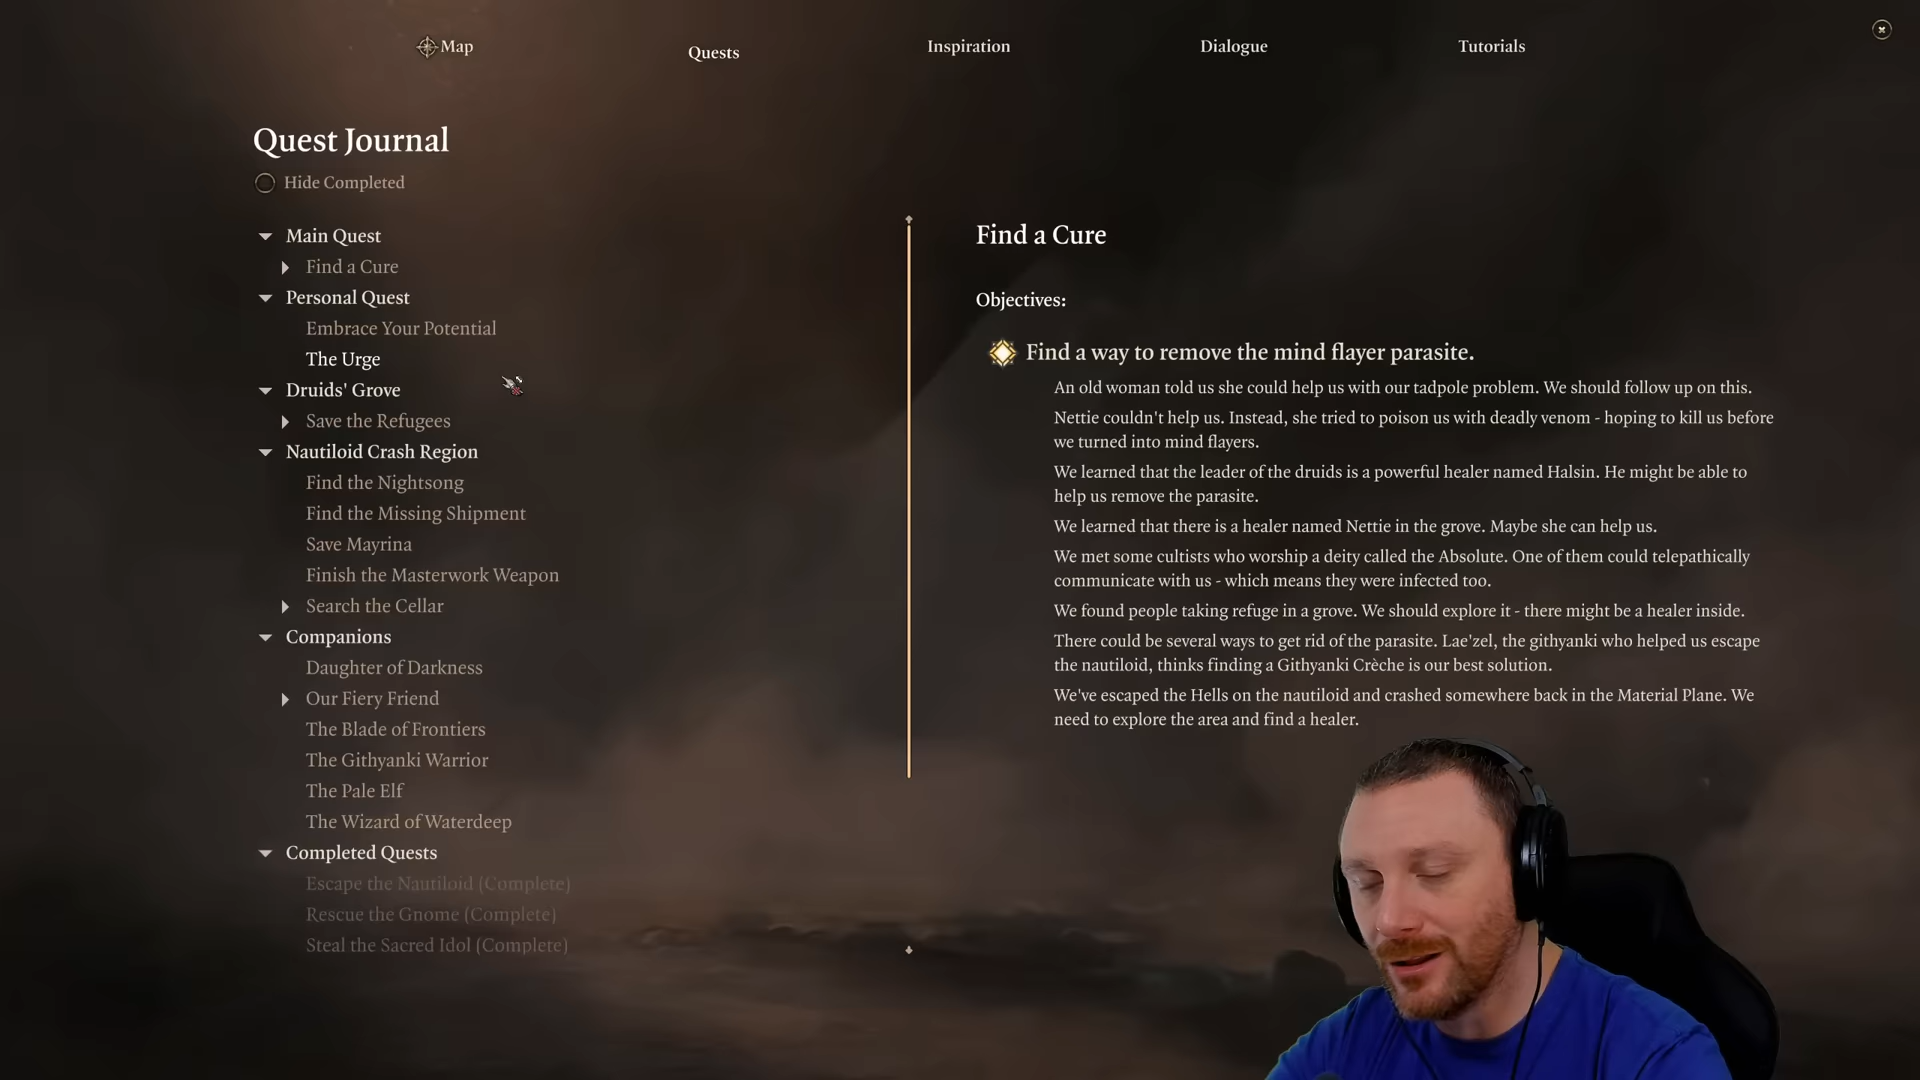 Map
Quests
Inspiration
Dialogue
Tutorials
Quest Journal
Hide Completed
Main Quest
Find a Cure
Personal Quest
Embrace Your Potential
The Urge
Druids' Grove
Save the Refugees
Nautiloid Crash Region
Find the Nightsong
Find the Missing Shipment
Save Mayrina
Finish the Masterwork Weapon
Search the Cellar
Companions
Daughter of Darkness
Our Fiery Friend
The Blade of Frontiers
The Githyanki Warrior
The Pale Elf
The Wizard of Waterdeep
Completed Quests
Escape the Nautiloid (Complete)
Rescue the Gnome (Complete)
Steal the Sacred Idol (Complete)
Find a Cure
Objectives:
Find a way to remove the mind flayer parasite.
An old woman told us she could help us with our tadpole problem. We should follow up on this.
Nettie couldn't help us. Instead, she tried to poison us with deadly venom - hoping to kill us before
we turned into mind flayers.
We learned that the leader of the druids is a powerful healer named Halsin. He might be able to
help us remove the parasite.
We learned that there is a healer named Nettie in the grove. Maybe she can help us.
We met some cultists who worship a deity called the Absolute. One of them could telepathically
communicate with us - which means they were infected too.
We found people taking refuge in a grove. We should explore it - there might be a healer inside.
There could be several ways to get rid of the parasite. Lae'zel, the githyanki who helped us escape
the nautiloid, thinks finding a Githyanki Crèche is our best solution.
We've escaped the Hells on the nautiloid and crashed somewhere back in the Material Plane. We
need to explore the area and find a healer.